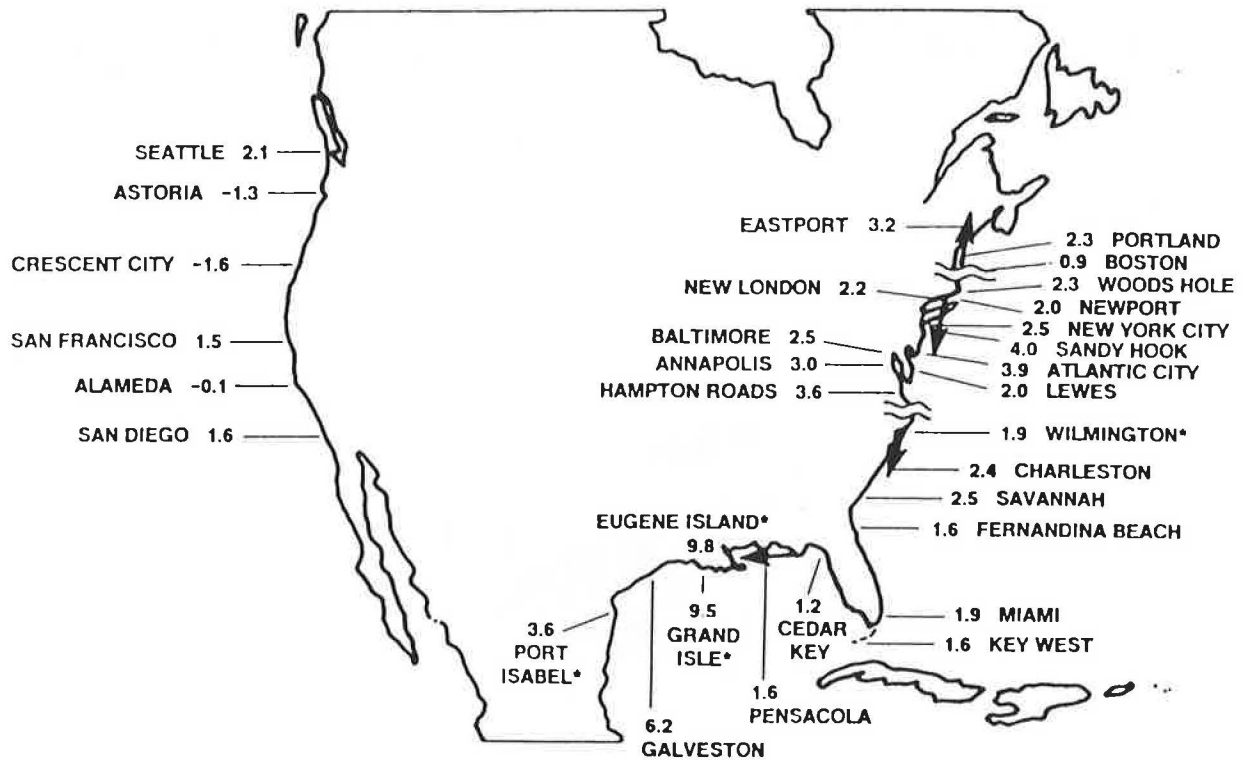 SEATTLE 2.1
ASTORIA -1.3
CRESCENT CITY -1.6
SAN FRANCISCO 1.5
ALAMEDA -0.1
SAN DIEGO 1.6
EASTPORT 3.2
2.3 PORTLAND
0.9 BOSTON
2.3 WOODS HOLE
NEW LONDON 2.2
2.0 NEWPORT
2.5 NEW YORK CITY
4.0 SANDY HOOK
BALTIMORE 2.5
ANNAPOLIS 3.0
3.9 ATLANTIC CITY
HAMPTON ROADS 3.6
2.0 LEWES
1.9 WILMINGTON*
2.4 CHARLESTON
2.5 SAVANNAH
1.6 FERNANDINA BEACH
1.9 MIAMI
1.6 KEY WEST
EUGENE ISLAND*
9.8
3.6
PORT
ISABEL*
9.5
GRAND
ISLE*
1.2
CEDAR
KEY
1.6
PENSACOLA
6.2
GALVESTON